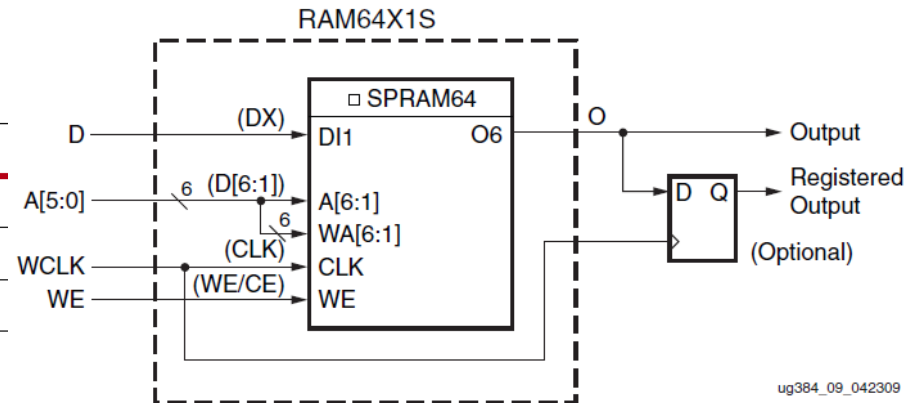 RAM64X1S
□ SPRAM64
D
(DX)
DI1
O6
O
Output
A[5:0]
6
(D[6:1])
A[6:1]
6
WA[6:1]
D Q
Registered
Output
(CLK)
WCLK
CLK
(Optional)
(WE/CE)
WE
WE
ug384_09_042309